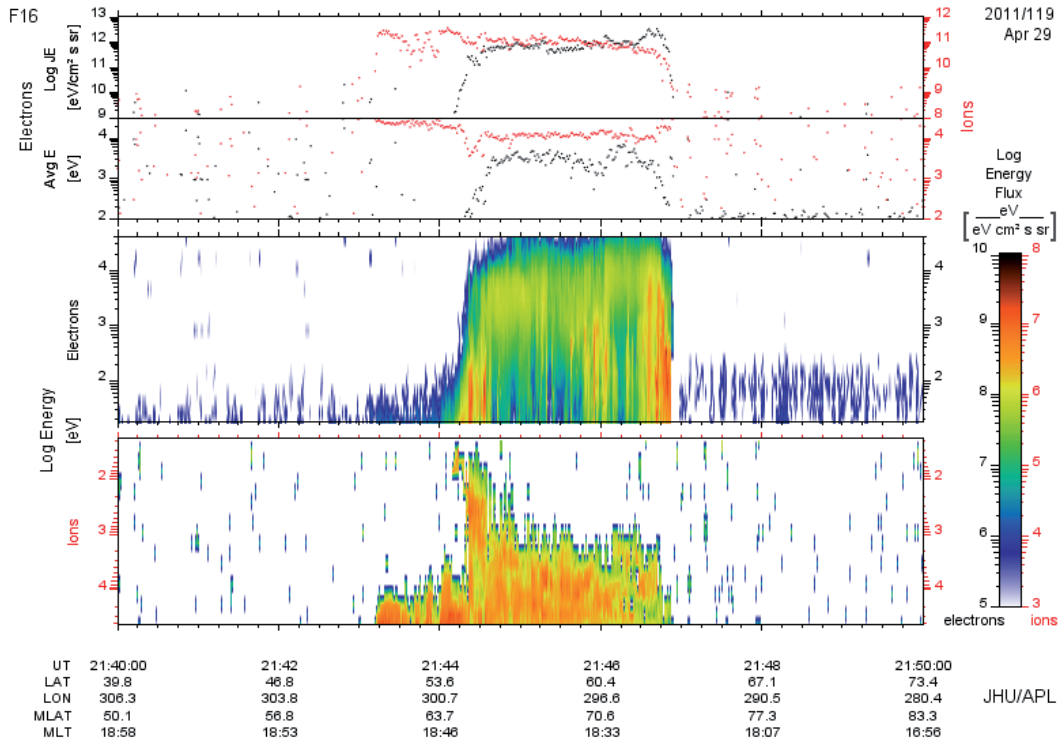 F16
2011/119
Apr 29
13
12
11
10
9
Electrons
Log JE
[eV/cm² s sr]
12
11
10
9
8
Ions
4
3
2
Avg E
[eV]
4
3
2
4
3
2
Electrons
4
3
2
Log Energy
[eV]
2
3
4
Ions
2
3
4
Log
Energy
Flux
[ eV ]
eV cm² s sr
10 8
9 7
8 6
7 5
6 4
5 3
electrons ions
UT 21:40:00 21:42 21:44 21:46 21:48 21:50:00
LAT 39.8 46.8 53.6 60.4 67.1 73.4
LON 306.3 303.8 300.7 296.6 290.5 280.4
MLAT 50.1 56.8 63.7 70.6 77.3 83.3
MLT 18:58 18:53 18:46 18:33 18:07 16:56
JHU/APL